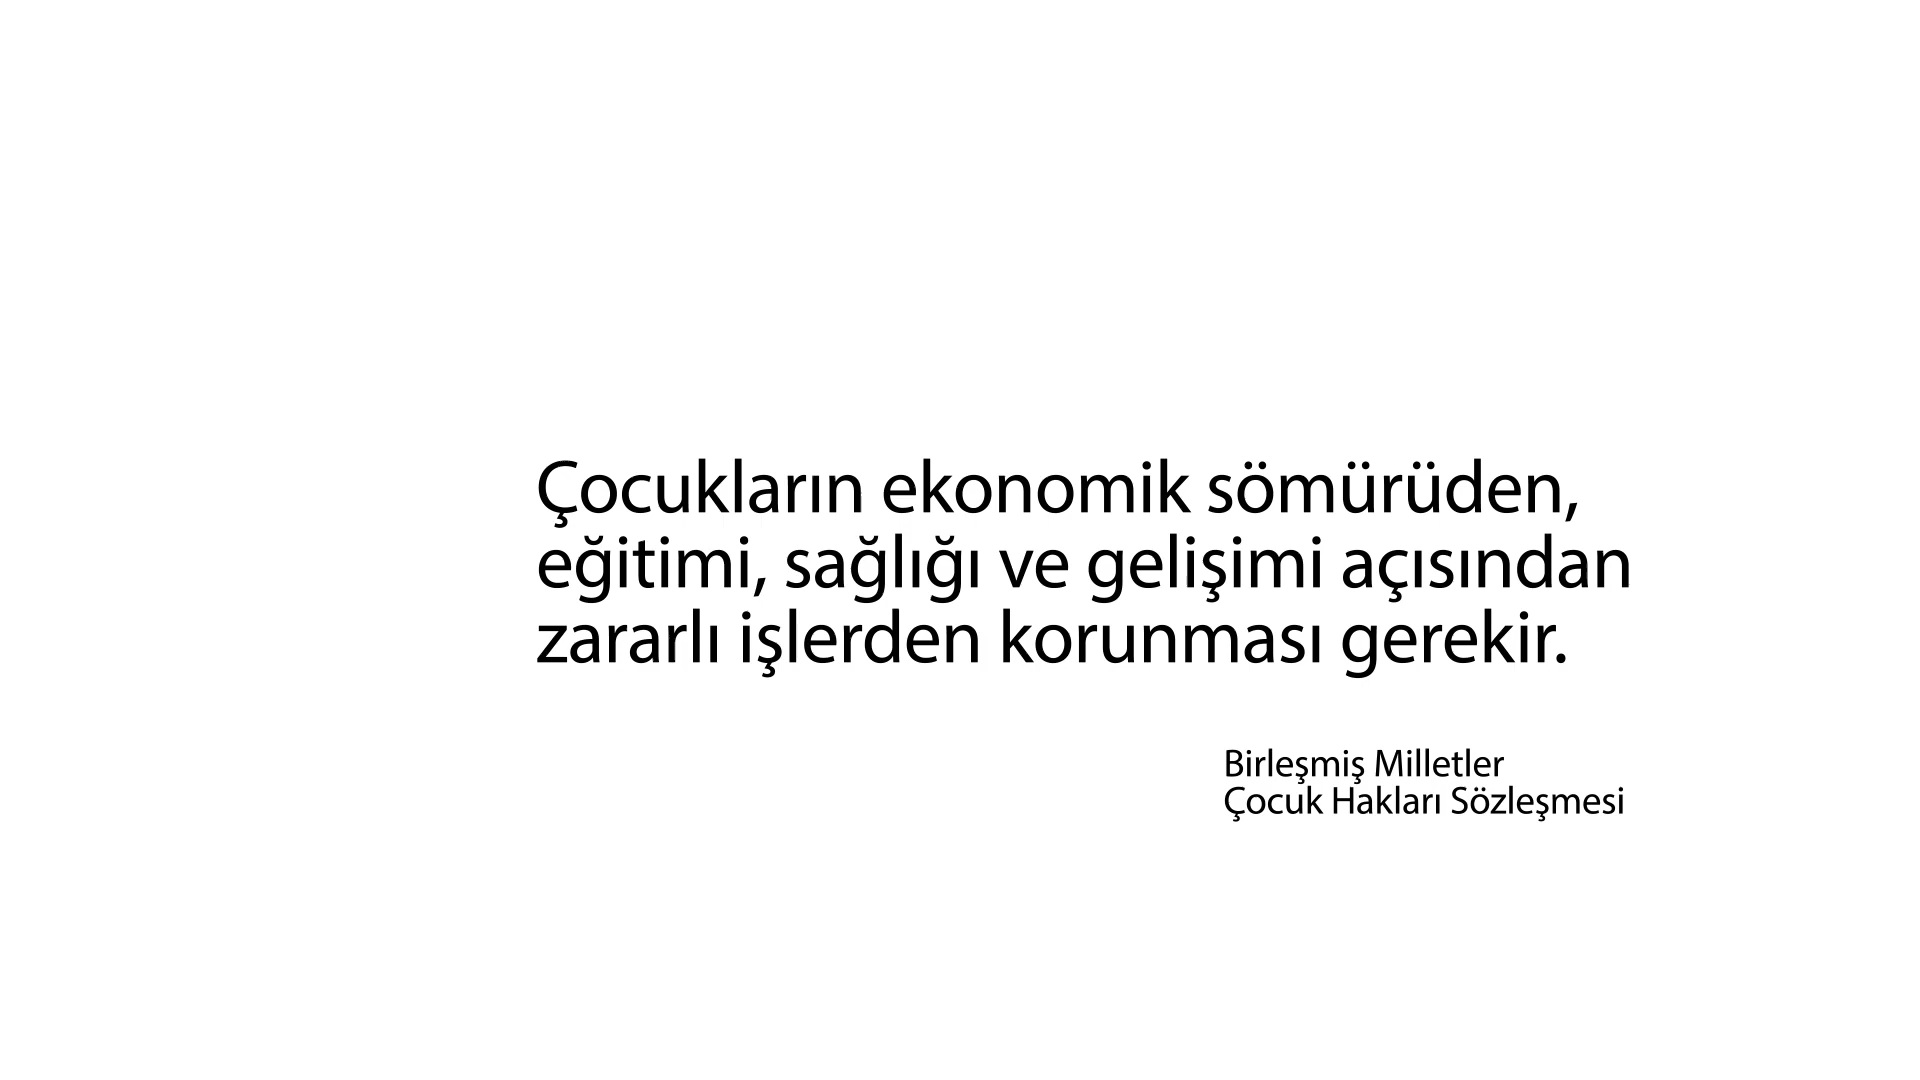 Çocukların ekonomik sömürüden,
eğitimi, sağlığı ve gelişimi açısından
zararlı işlerden korunması gerekir.
Birleşmiş Milletler
Çocuk Hakları Sözleşmesi